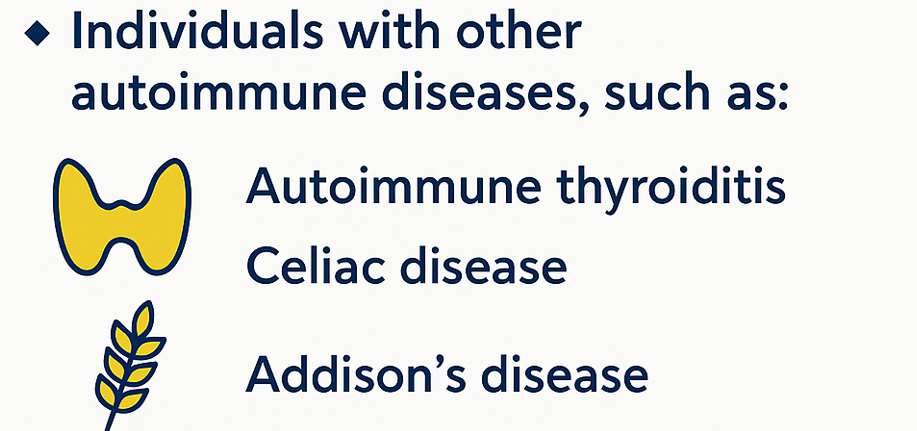 ◆ Individuals with other
autoimmune diseases, such as:
Autoimmune thyroiditis
Celiac disease
Addison’s disease